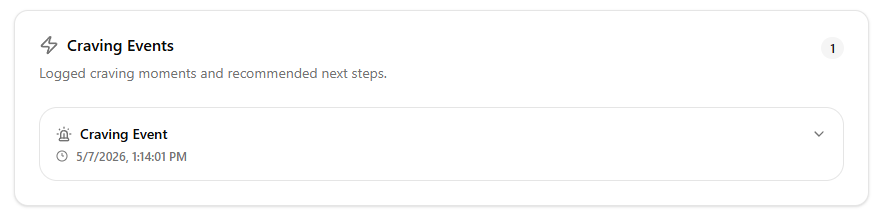 Craving Events
1
Logged craving moments and recommended next steps.
Craving Event
5/7/2026, 1:14:01 PM